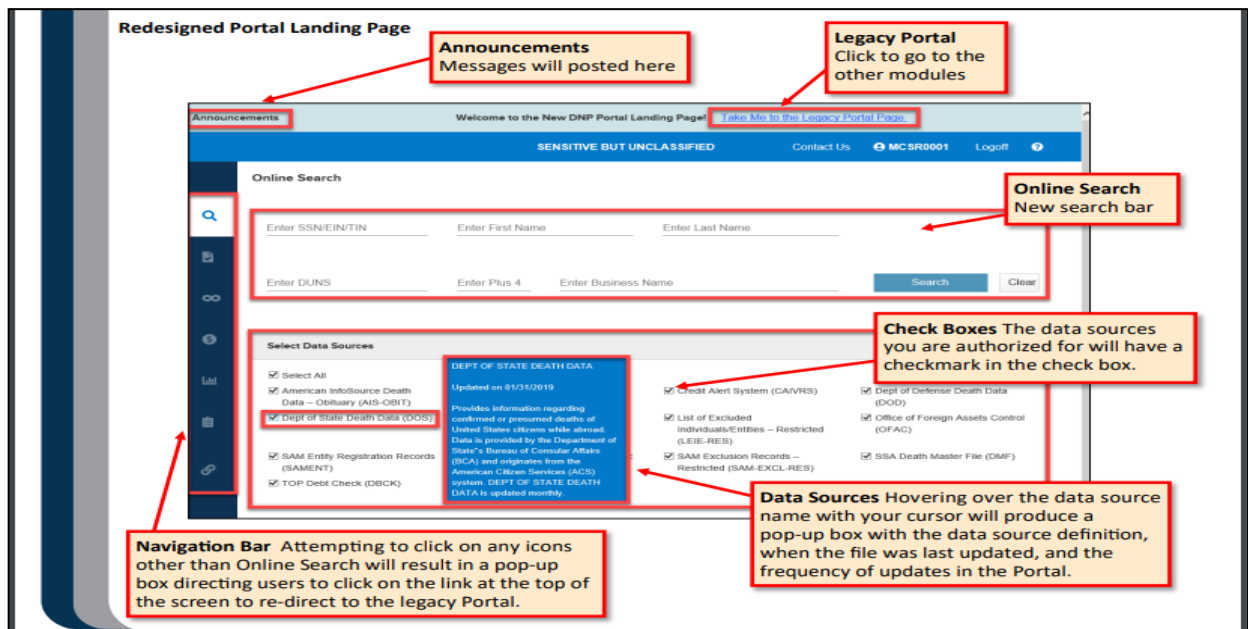 Redesigned Portal Landing Page
Announcements
Messages will posted here
Legacy Portal
Click to go to the
other modules
Announcements
Welcome to the New DNP Portal Landing Page!
Take Me to the Legacy Portal Page
SENSITIVE BUT UNCLASSIFIED
Contact Us
MCSR0001
Logoff
?
Online Search
Online Search
New search bar
Enter SSN/EIN/TIN
Enter First Name
Enter Last Name
Enter DUNS
Enter Plus 4
Enter Business Name
Search
Clear
Check Boxes The data sources
you are authorized for will have a
checkmark in the check box.
Select Data Sources
Select All
American InfoSource Death
Data – Obituary (AIS-OBIT)
Dept of State Death Data (DOS)
SAM Entity Registration Records
(SAMENT)
TOP Debt Check (DBCK)
DEPT OF STATE DEATH DATA
Updated on 01/31/2019
Provides information regarding
confirmed or presumed deaths of
United States citizens while abroad.
Data is provided by the Department of
State"s Bureau of Consular Affairs
(BCA) and originates from the
American Citizen Services (ACS)
system. DEPT OF STATE DEATH
DATA is updated monthly.
Credit Alert System (CAIVRS)
List of Excluded
Individuals/Entities – Restricted
(LEIE-RES)
SAM Exclusion Records –
Restricted (SAM-EXCL-RES)
Dept of Defense Death Data
(DOD)
Office of Foreign Assets Control
(OFAC)
SSA Death Master File (DMF)
Data Sources Hovering over the data source
name with your cursor will produce a
pop-up box with the data source definition,
when the file was last updated, and the
frequency of updates in the Portal.
Navigation Bar Attempting to click on any icons
other than Online Search will result in a pop-up
box directing users to click on the link at the top of
the screen to re-direct to the legacy Portal.